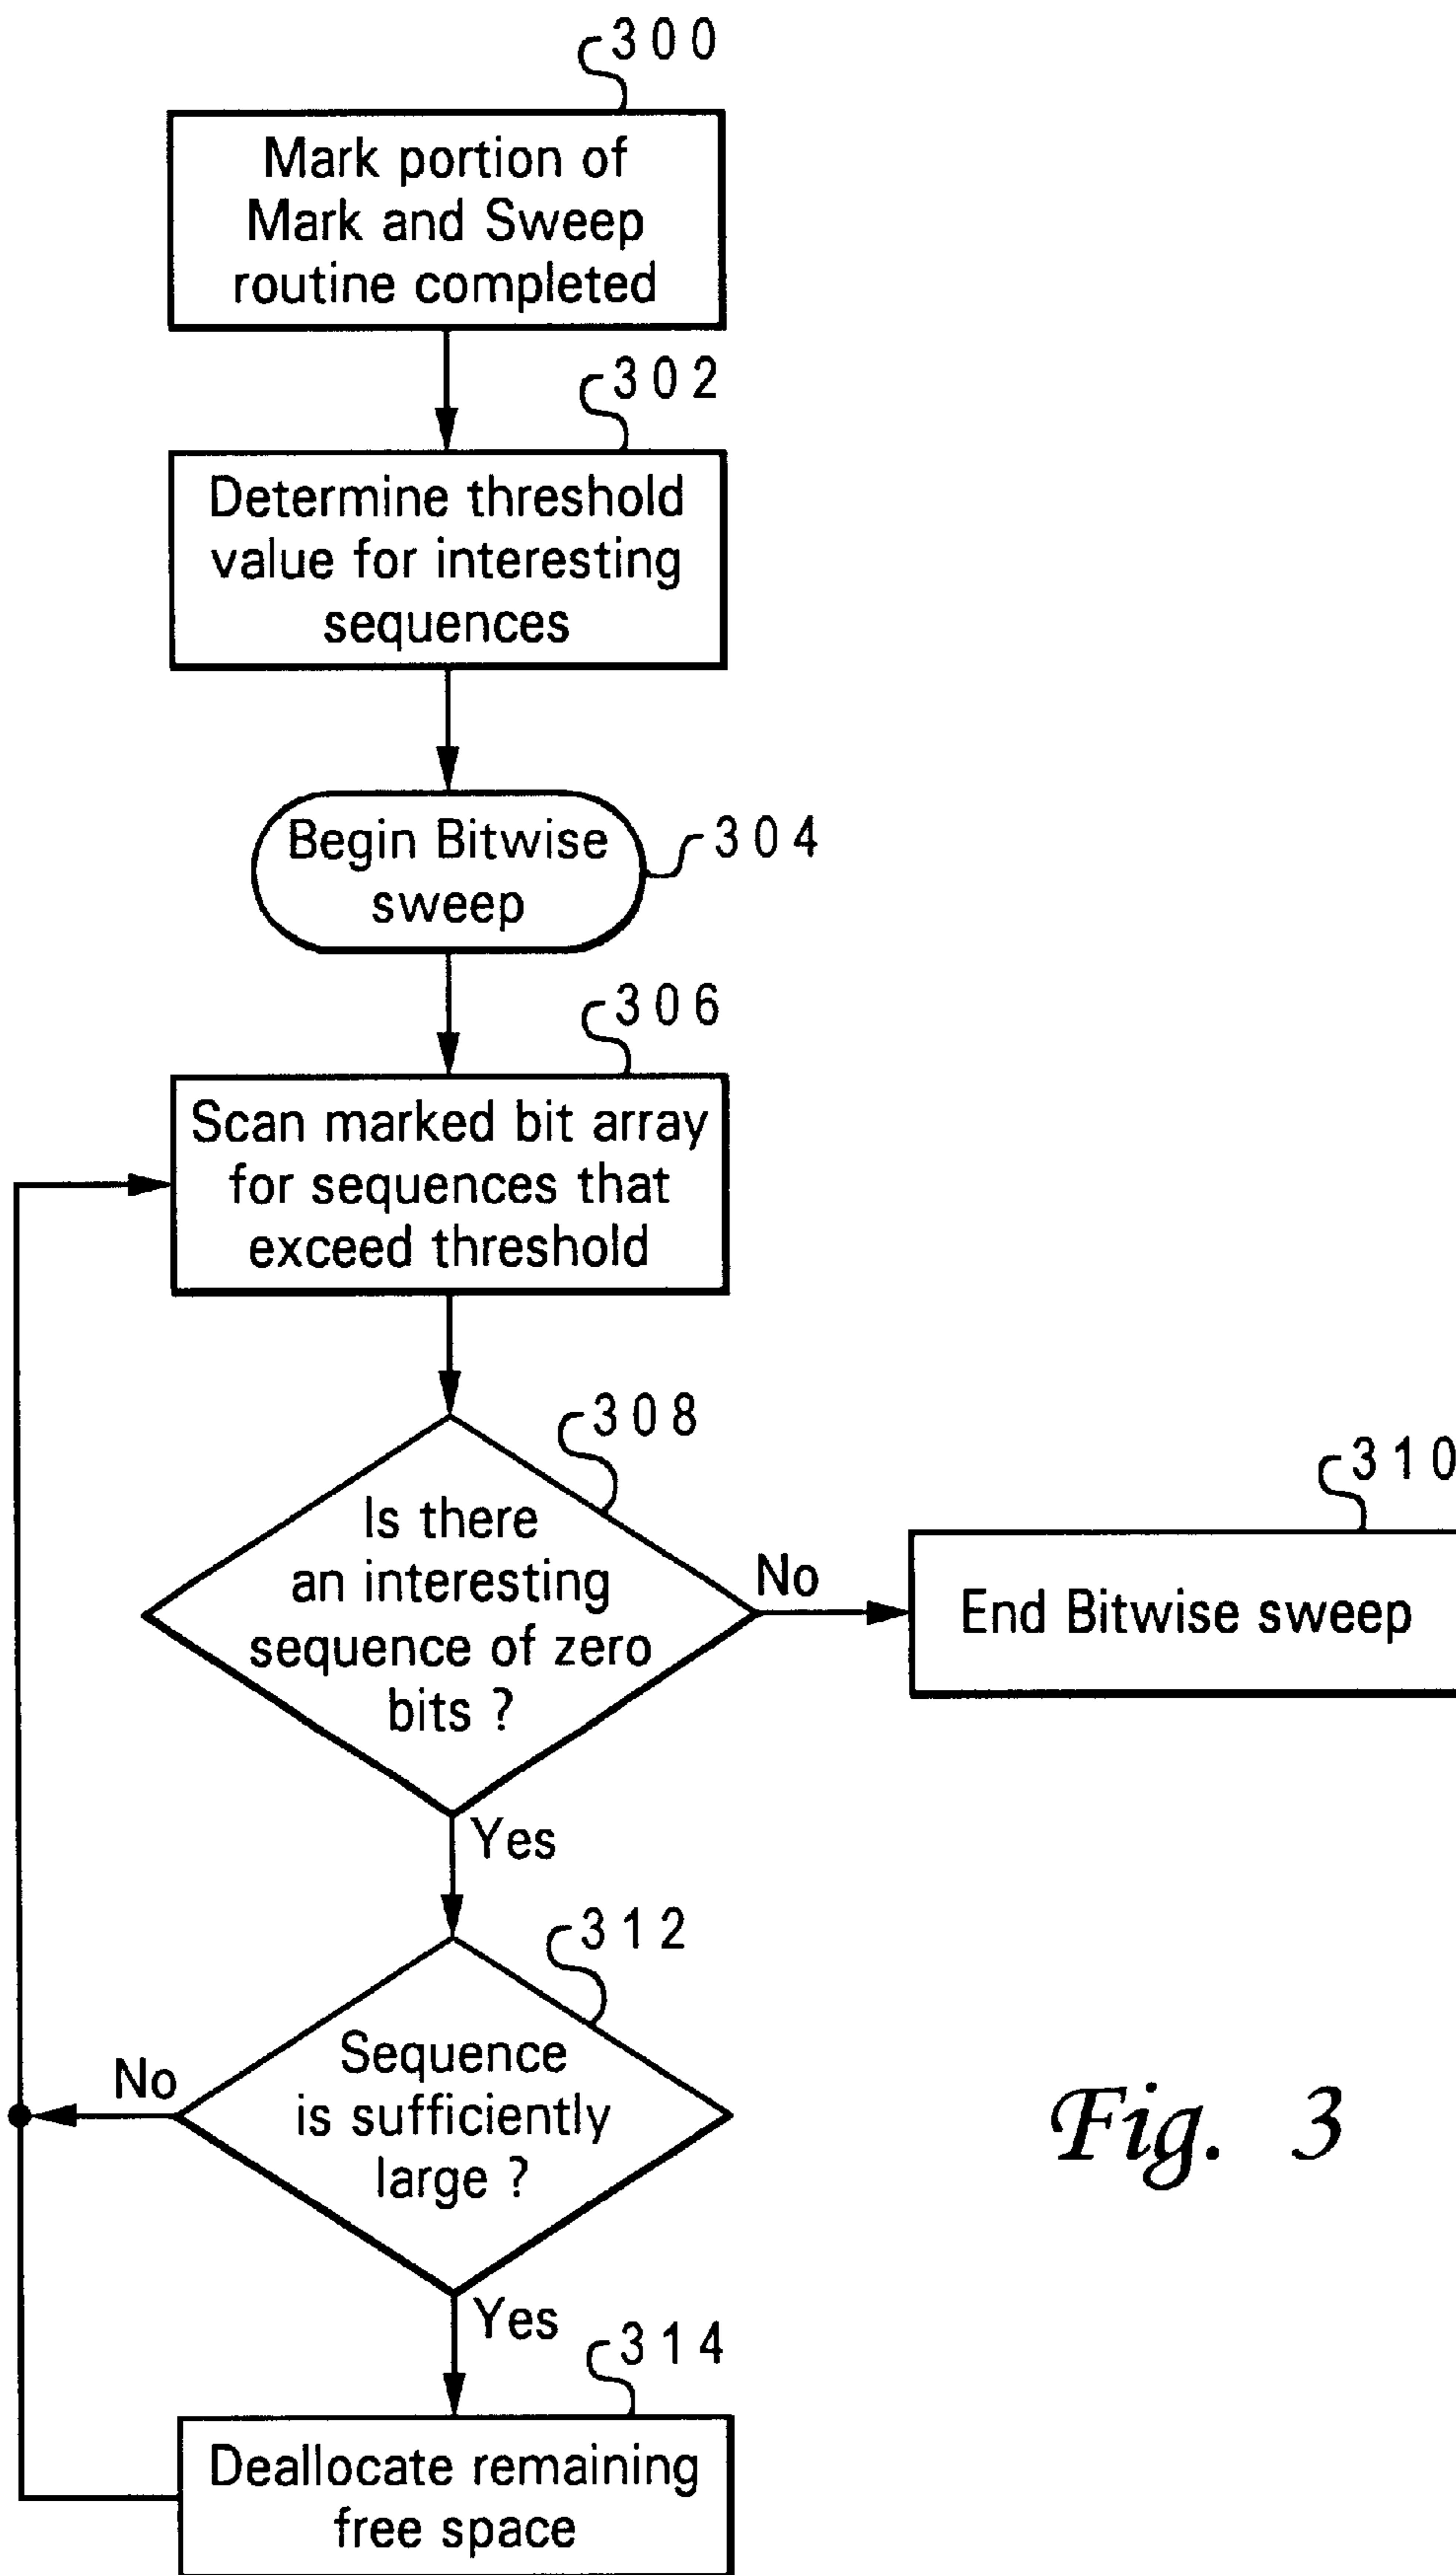 300
Mark portion of
Mark and Sweep
routine completed
302
Determine threshold
value for interesting
sequences
Begin Bitwise
sweep
304
306
Scan marked bit array
for sequences that
exceed threshold
308
Is there
an interesting
sequence of zero
bits ?
No
310
End Bitwise sweep
Yes
312
Sequence
is sufficiently
large ?
No
Yes
314
Deallocate remaining
free space
Fig. 3